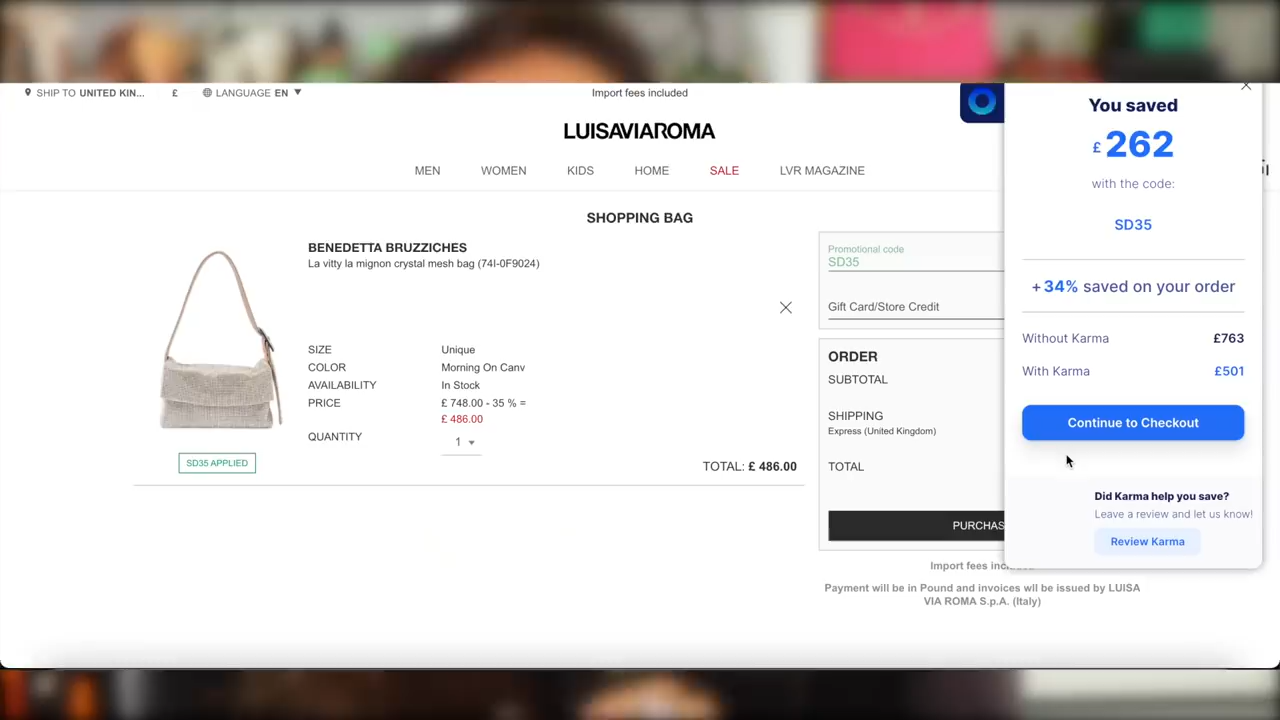 SHIP TO UNITED KIN...
£
LANGUAGE EN
Import fees included
LUISAVIAROMA
MEN
WOMEN
KIDS
HOME
SALE
LVR MAGAZINE
SHOPPING BAG
BENEDETTA BRUZZICHES
La vitty la mignon crystal mesh bag (74I-0F9024)
SIZE
Unique
COLOR
Morning On Canv
AVAILABILITY
In Stock
PRICE
£ 748.00 - 35 % =
£ 486.00
QUANTITY
1
SD35 APPLIED
TOTAL: £ 486.00
Promotional code
SD35
Gift Card/Store Credit
ORDER
SUBTOTAL
SHIPPING
Express (United Kingdom)
TOTAL
PURCHAS
Import fees inc
Payment will be in Pound and invoices will be issued by LUISA
VIA ROMA S.p.A. (Italy)
You saved
£ 262
with the code:
SD35
+34% saved on your order
Without Karma
£763
With Karma
£501
Continue to Checkout
Did Karma help you save?
Leave a review and let us know!
Review Karma